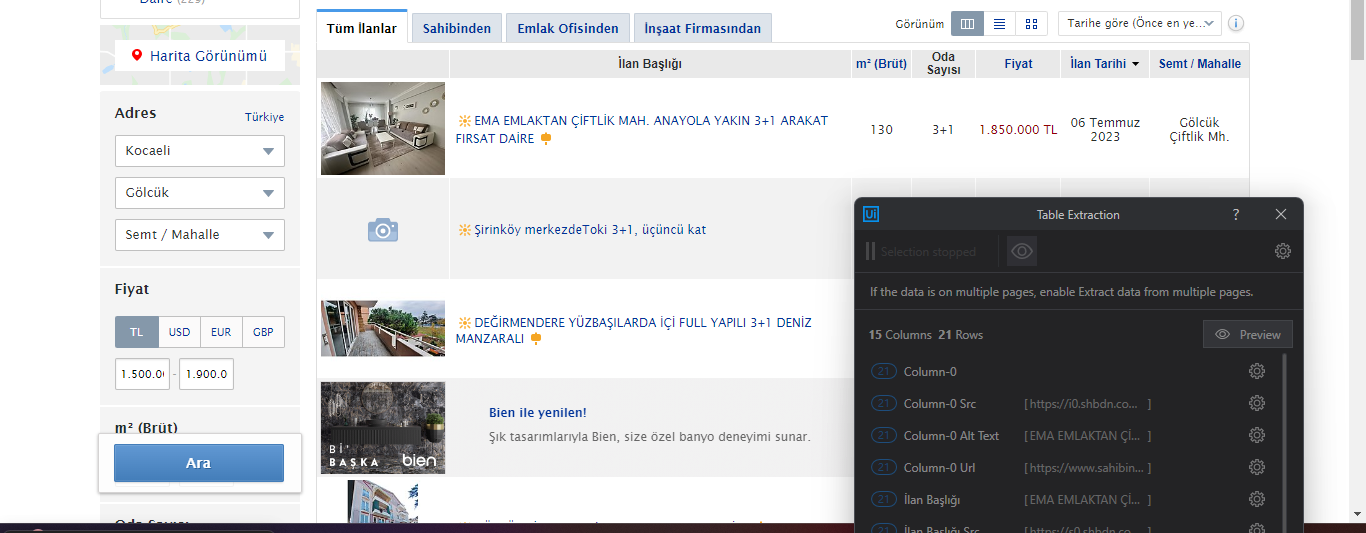 Daire (229)
Harita Görünümü
Adres
Türkiye
Kocaeli
Gölcük
Semt / Mahalle
Fiyat
TL
USD
EUR
GBP
1.500.0
-
1.900.0
m² (Brüt)
Ara
Tüm İlanlar
Sahibinden
Emlak Ofisinden
İnşaat Firmasından
Görünüm
Tarihe göre (Önce en ye...
i
İlan Başlığı
m² (Brüt)
Oda
Sayısı
Fiyat
İlan Tarihi
Semt / Mahalle
EMA EMLAKTAN ÇİFTLİK MAH. ANAYOLA YAKIN 3+1 ARAKAT
FIRSAT DAİRE
130
3+1
1.850.000 TL
06 Temmuz
2023
Gölcük
Çiftlik Mh.
Şirinköy merkezdeToki 3+1, üçüncü kat
DEĞİRMENDERE YÜZBAŞILARDA İÇİ FULL YAPILI 3+1 DENİZ
MANZARALI
Bİ'
BAŞKA
bien
Bien ile yenilen!
Şık tasarımlarıyla Bien, size özel banyo deneyimi sunar.
Ui
Table Extraction
?
Selection stopped
If the data is on multiple pages, enable Extract data from multiple pages.
15 Columns 21 Rows
Preview
21 Column-0
21 Column-0 Src [ https://i0.shbdn.co... ]
21 Column-0 Alt Text [ EMA EMLAKTAN Çİ... ]
21 Column-0 Url [ https://www.sahibin... ]
21 İlan Başlığı [ EMA EMLAKTAN Çİ... ]
21 İlan Başlığı Src [ https://s0.shbdn.co... ]